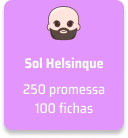 Sol Helsinque
250 promessa
100 fichas